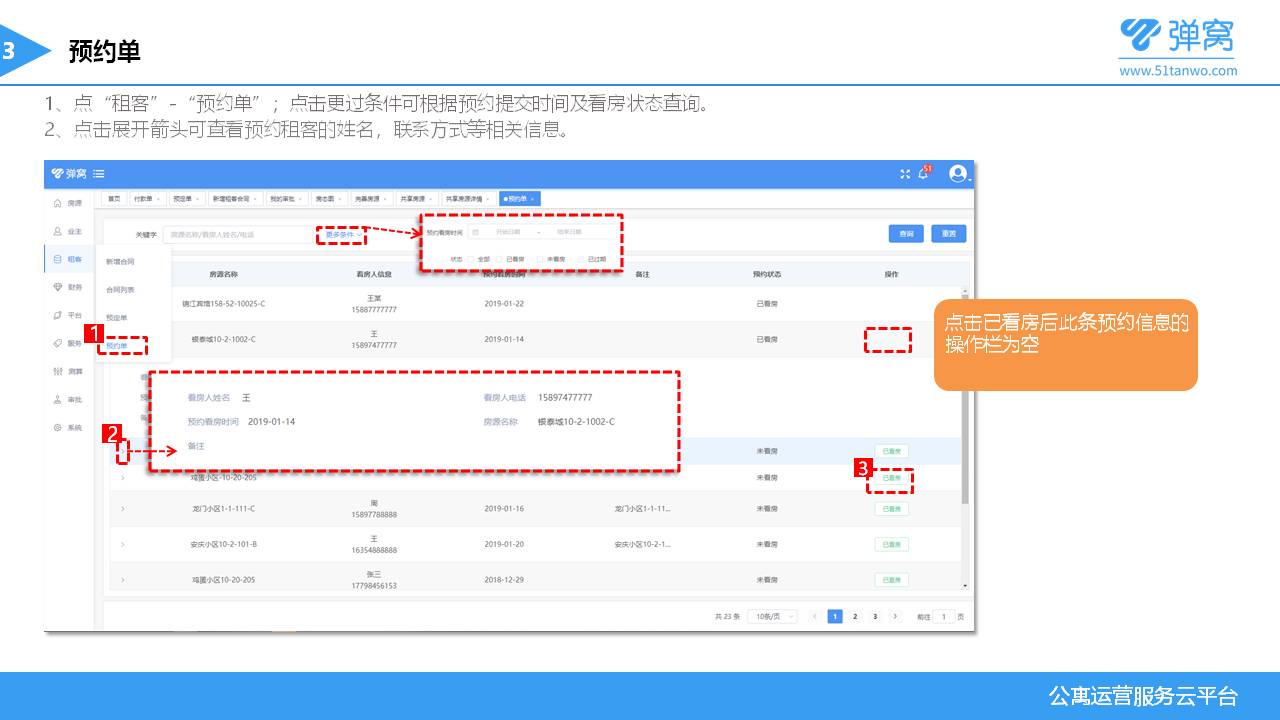 3
预约单
弹窝
www.51tanwo.com
1、点“租客”-“预约单”；点击更过条件可根据预约提交时间及看房状态查询。
2、点击展开箭头可查看预约租客的姓名，联系方式等相关信息。
弹窝
51
房源
业主
租客
财务
平台
服务
测算
审批
系统
首页 付款单 预定单 新增租客合同 我的审批 房态图 完善房源 共享房源 共享房源详情 预约单
关键字 房源名称/看房人姓名/电话 更多条件
预约看房时间 开始日期 - 结束日期
状态 全部 已看房 未看房 已过期
查询 重置
新增合同
合同列表
预定单
预约单
1
房源名称 看房人信息 预约看房时间 备注 预约状态 操作
锦江宾馆158-52-10025-C 王某 15887777777 2019-01-22 已看房
银泰城10-2-1002-C 王 15897477777 2019-01-14 已看房
看房人姓名 王 看房人电话 15897477777
预约看房时间 2019-01-14 房源名称 银泰城10-2-1002-C
备注
2
未看房 已看房
3
鸡蛋小区-10-20-205 未看房 已看房
龙门小区1-1-111-C 周 15897788888 2019-01-16 龙门小区1-1-11... 未看房 已看房
安庆小区10-2-101-B 王 16354888888 2019-01-20 安庆小区10-2-1... 未看房 已看房
鸡蛋小区-10-20-205 张三 17798456153 2018-12-29 未看房 已看房
共 23 条 10条/页 1 2 3 前往 1 页
点击已看房后此条预约信息的
操作栏为空
公寓运营服务云平台